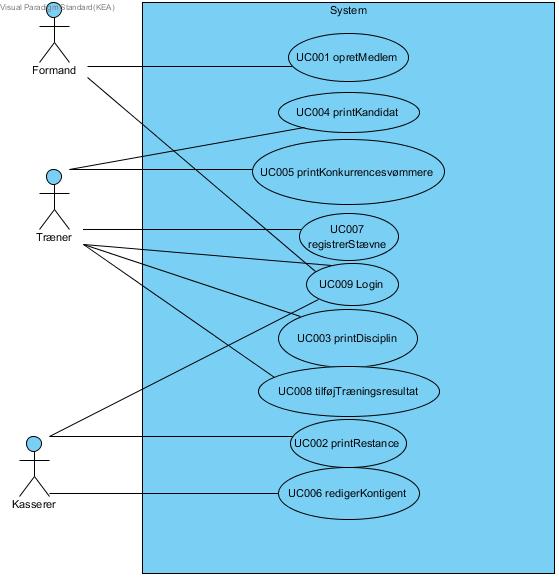 Visual Paradigm Standard(KEA)
System
Formand
UC001 opretMedlem
UC004 printKandidat
UC005 printKonkurrencesvømmere
Træner
UC007
registrerStævne
UC009 Login
UC003 printDisciplin
UC008 tilføjTræningsresultat
UC002 printRestance
Kasserer
UC006 redigerKontigent